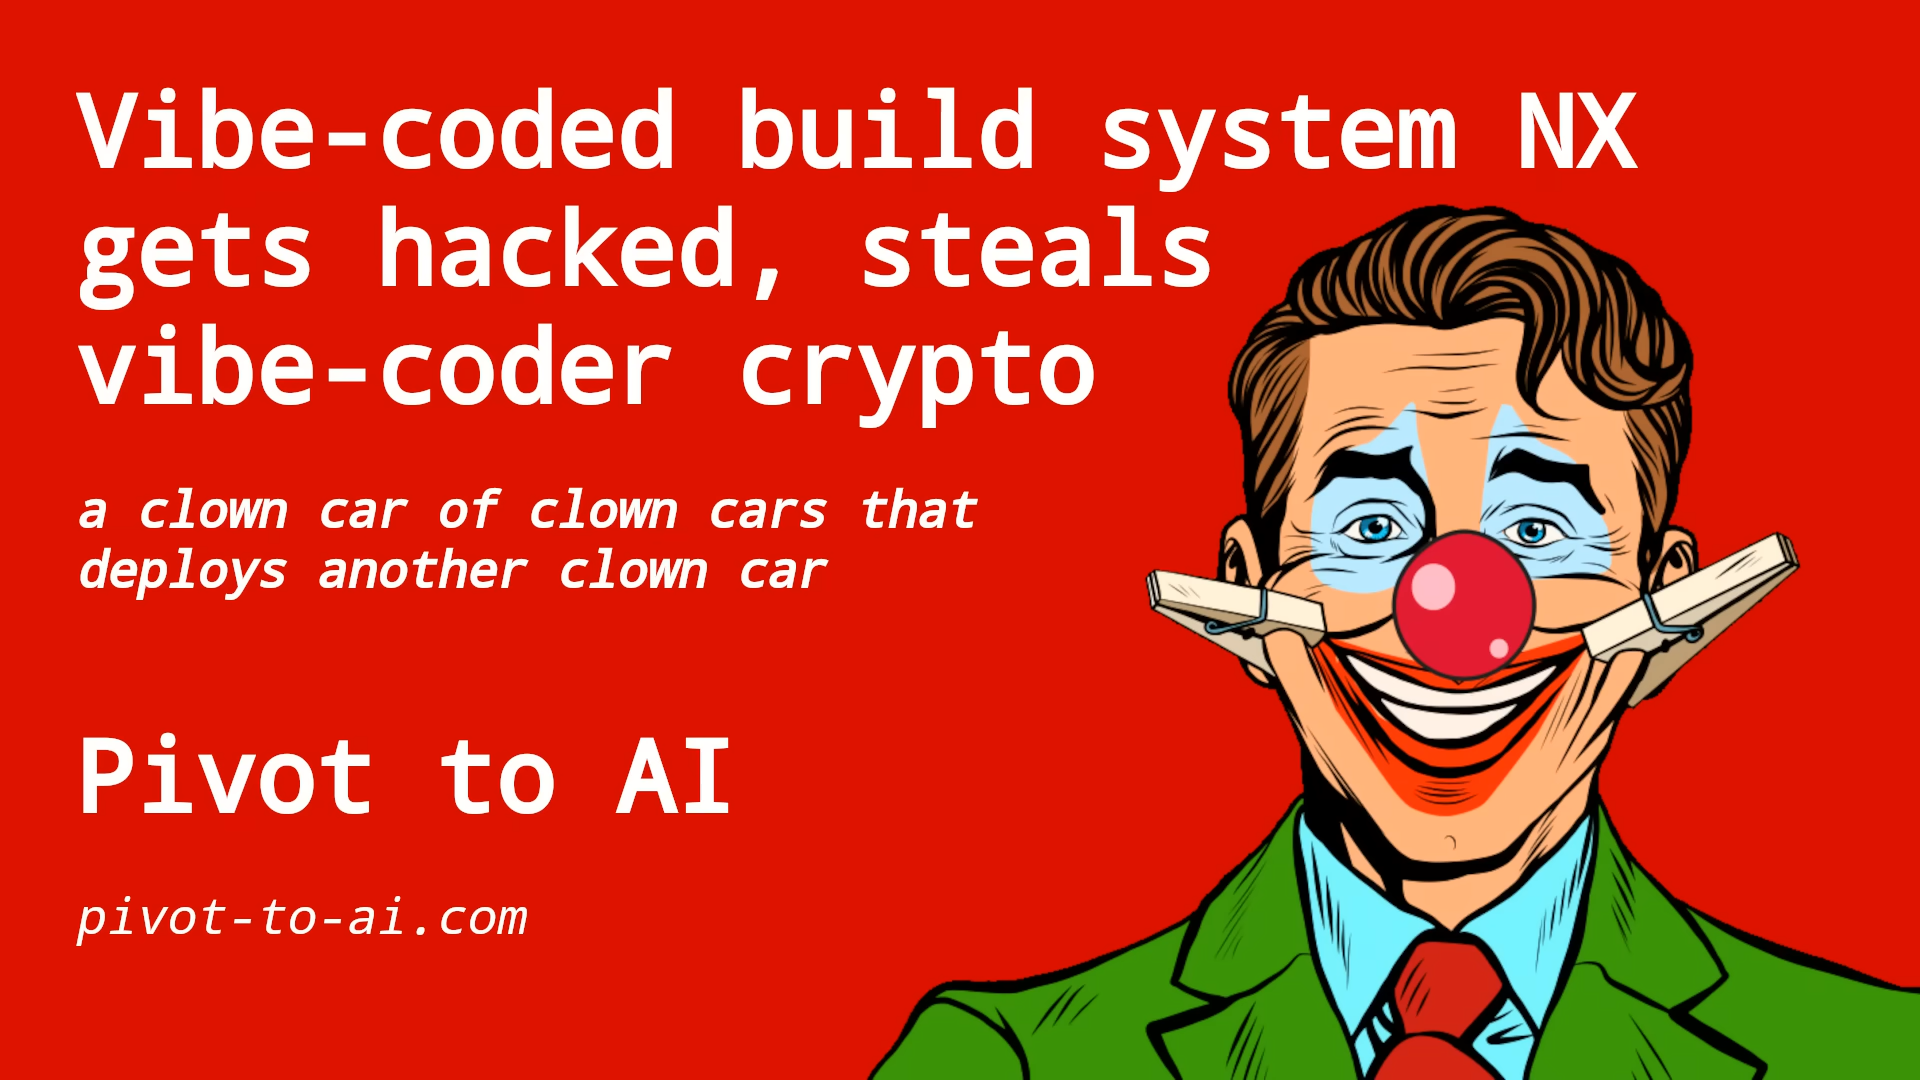 Vibe-coded build system NX
gets hacked, steals
vibe-coder crypto
a clown car of clown cars that
deploys another clown car
Pivot to AI
pivot-to-ai.com